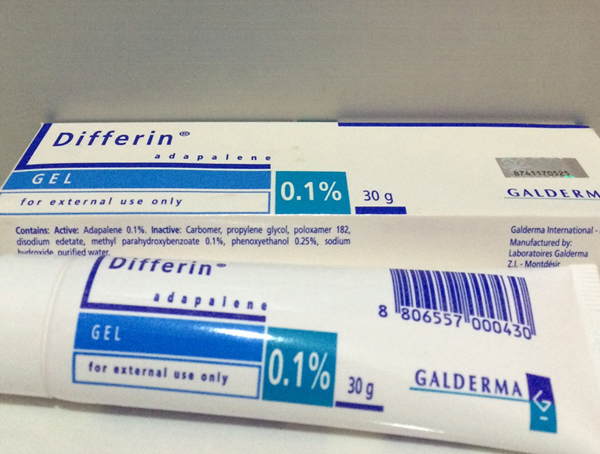 Differin®
adapalene
GEL
for external use only
0.1%
30 g
8741170525
GALDERM
Contains: Active: Adapalene 0.1%. Inactive: Carbomer, propylene glycol, poloxamer 182,
disodium edetate, methyl parahydroxybenzoate 0.1%, phenoxyethanol 0.25%, sodium
hydroxide, purified water.
Galderma International -
Manufactured by:
Laboratoires Galderma
Z.I. - Montdésir
Differin®
adapalene
GEL
for external use only
0.1%
30 g
8 806557 000430
GALDERMA